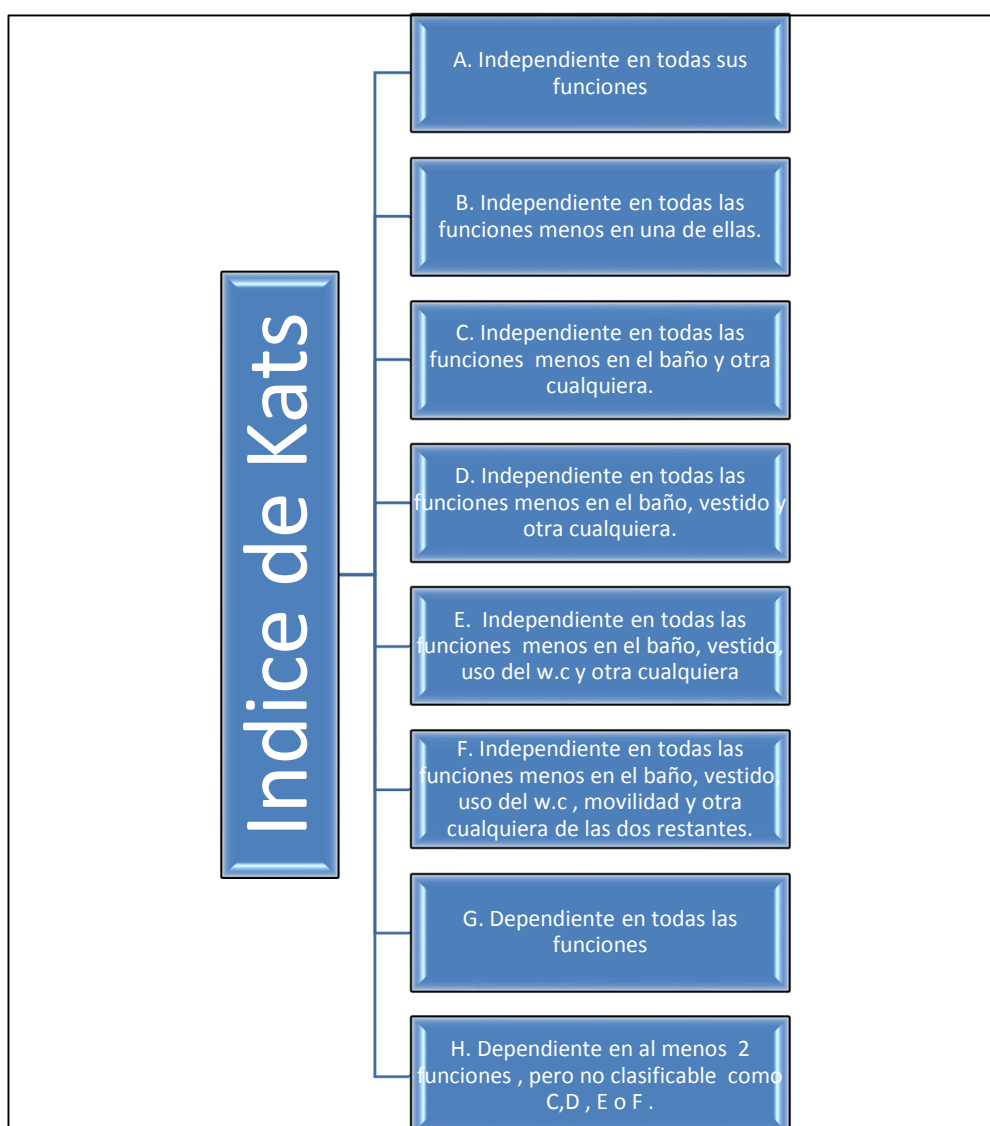 Indice de Kats
A. Independiente en todas sus
funciones
B. Independiente en todas las
funciones menos en una de ellas.
C. Independiente en todas las
funciones menos en el baño y otra
cualquiera.
D. Independiente en todas las
funciones menos en el baño, vestido y
otra cualquiera.
E. Independiente en todas las
funciones menos en el baño, vestido,
uso del w.c y otra cualquiera
F. Independiente en todas las
funciones menos en el baño, vestido,
uso del w.c , movilidad y otra
cualquiera de las dos restantes.
G. Dependiente en todas las
funciones
H. Dependiente en al menos 2
funciones , pero no clasificable como
C,D , E o F .